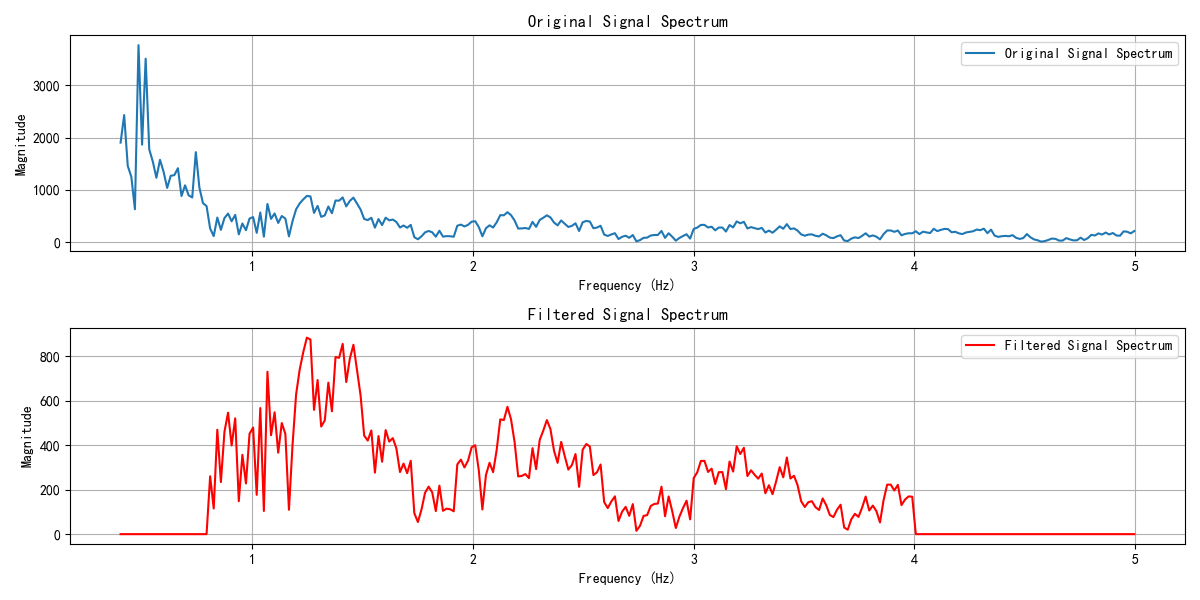 Original Signal Spectrum
Original Signal Spectrum
Magnitude
3000
2000
1000
0
1 2 3 4 5
Frequency (Hz)
Filtered Signal Spectrum
Filtered Signal Spectrum
Magnitude
800
600
400
200
0
1 2 3 4 5
Frequency (Hz)